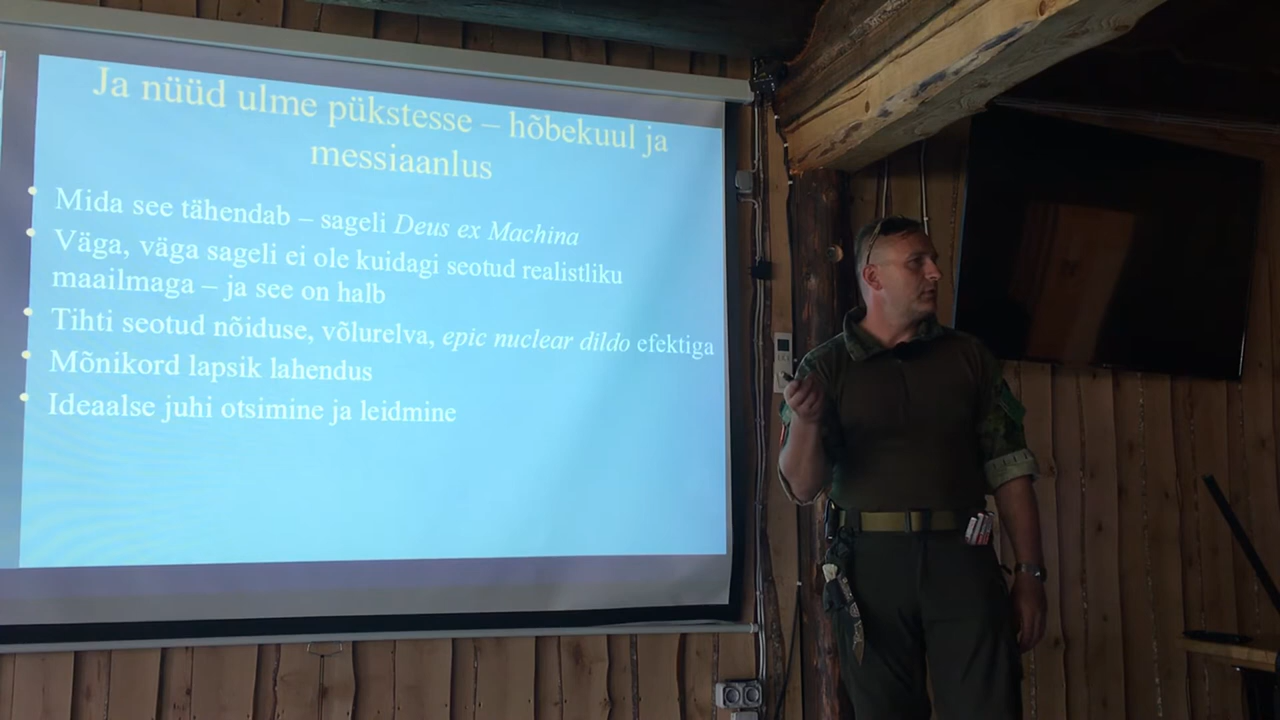 Ja nüüd ulme pükstesse – hõbekuul ja
messiaanlus
Mida see tähendab – sageli Deus ex Machina
Väga, väga sageli ei ole kuidagi seotud realistliku
maailmaga – ja see on halb
Tihti seotud nõiduse, võlurelva, epic nuclear dildo efektiga
Mõnikord lapsik lahendus
Ideaalse juhi otsimine ja leidmine